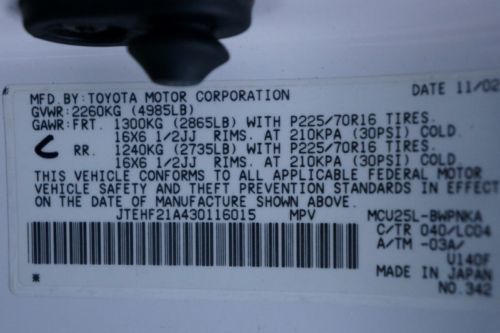 MFD.BY:TOYOTA MOTOR CORPORATION DATE 11/02
GVWR:2260KG (4985LB)
GAWR:FRT. 1300KG (2865LB) WITH P225/70R16 TIRES.
16X6 1/2JJ RIMS. AT 210KPA (30PSI) COLD.
RR. 1240KG (2735LB) WITH P225/70R16 TIRES.
16X6 1/2JJ RIMS. AT 210KPA (30PSI) COLD.
THIS VEHICLE CONFORMS TO ALL APPLICABLE FEDERAL MOTOR
VEHICLE SAFETY AND THEFT PREVENTION STANDARDS IN EFFECT
ON THE DATE OF MANUFACTURE SHOWN ABOVE.
JTEHF21A430116015 MPV MCU25L-BWPNKA
C/TR 040/LC04
A/TM -03A/
U140F
MADE IN JAPAN
* NO.342